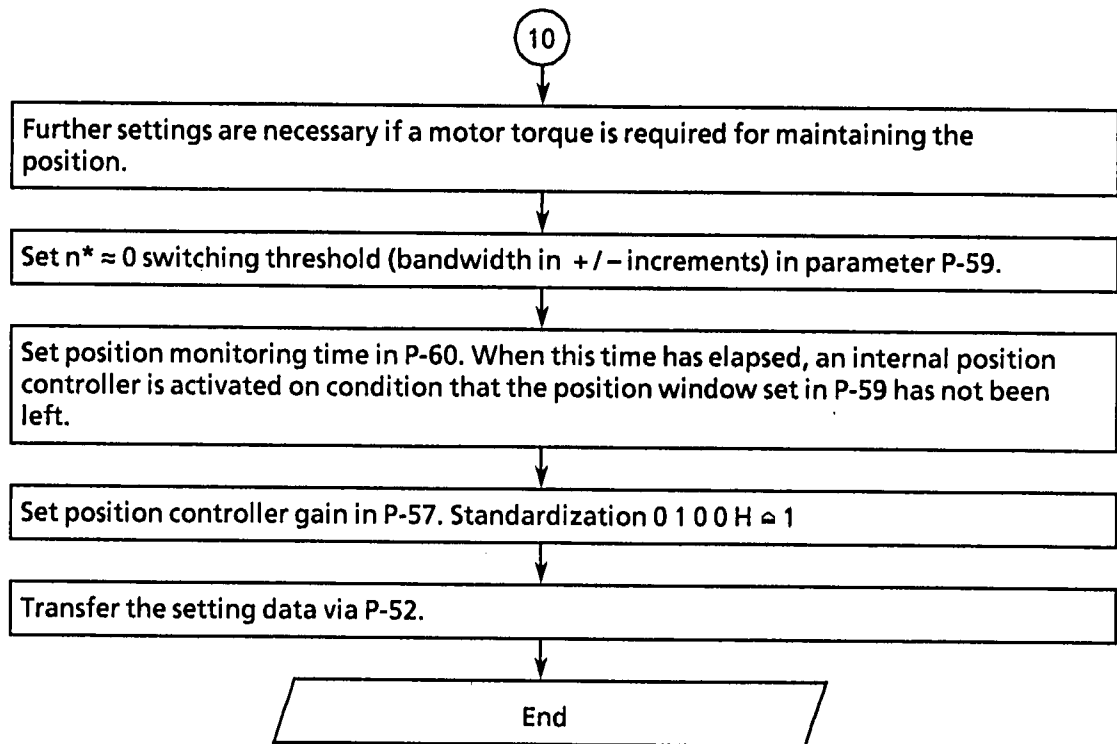 10
Further settings are necessary if a motor torque is required for maintaining the
position.
Set n* ≈ 0 switching threshold (bandwidth in +/– increments) in parameter P-59.
Set position monitoring time in P-60. When this time has elapsed, an internal position
controller is activated on condition that the position window set in P-59 has not been
left.
Set position controller gain in P-57. Standardization 0 1 0 0 H ≙ 1
Transfer the setting data via P-52.
End